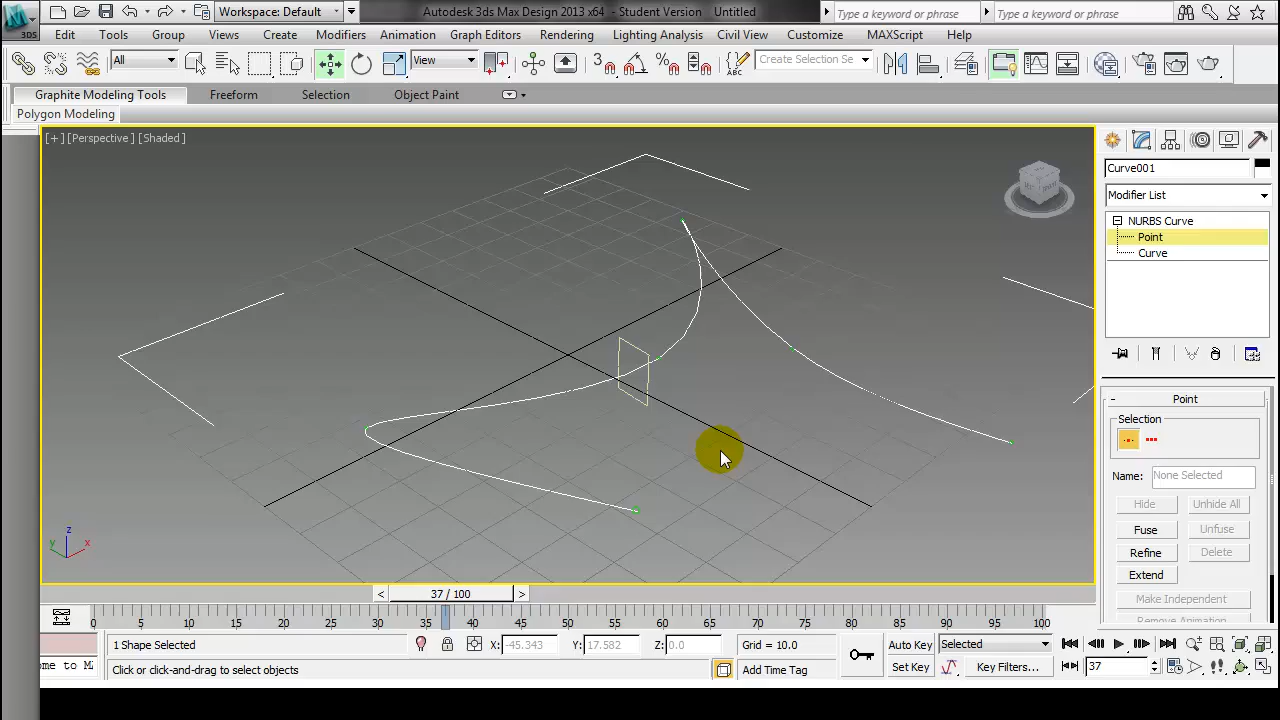 Workspace: Default
Autodesk 3ds Max Design 2013 x64 - Student Version Untitled
Type a keyword or phrase
Type a keyword or phrase
3DS
Edit Tools Group Views Create Modifiers Animation Graph Editors Rendering Lighting Analysis Civil View Customize MAXScript Help
All
View
3
Create Selection Se
Graphite Modeling Tools Freeform Selection Object Paint
Polygon Modeling
[+] [Perspective] [Shaded]
z
y
x
Curve001
Modifier List
NURBS Curve
Point
Curve
- Point
Selection
Name: None Selected
Hide Unhide All
Fuse Unfuse
Refine Delete
Extend
Make Independent
Remove Animation
< 37 / 100 >
0 5 10 15 20 25 30 35 40 45 50 55 60 65 70 75 80 85 90 95 100
1 Shape Selected
X: -45.343 Y: 17.582 Z: 0.0
Grid = 10.0
Auto Key Selected
ome to M
Click or click-and-drag to select objects
Add Time Tag
Set Key Key Filters...
37